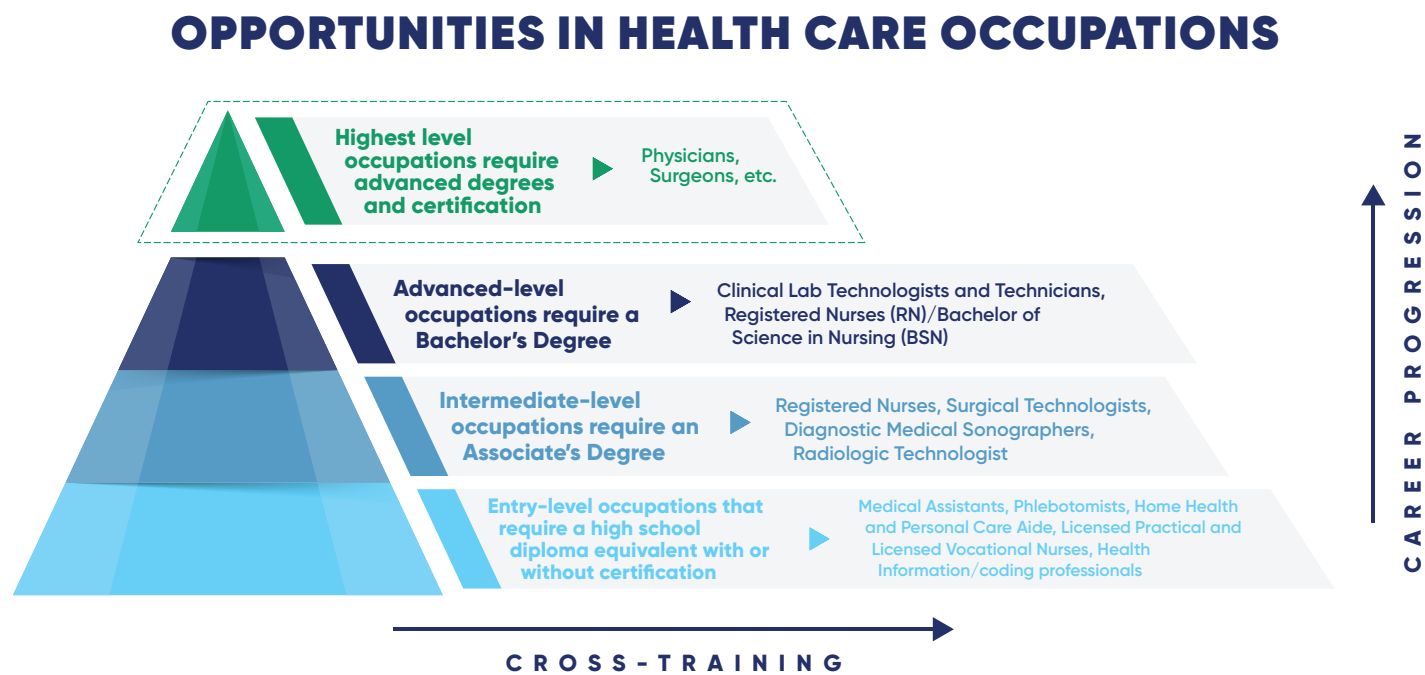 OPPORTUNITIES IN HEALTH CARE OCCUPATIONS
Highest level
occupations require
advanced degrees
and certification
Physicians,
Surgeons, etc.
Advanced-level
occupations require a
Bachelor’s Degree
Clinical Lab Technologists and Technicians,
Registered Nurses (RN)/Bachelor of
Science in Nursing (BSN)
Intermediate-level
occupations require an
Associate’s Degree
Registered Nurses, Surgical Technologists,
Diagnostic Medical Sonographers,
Radiologic Technologist
Entry-level occupations that
require a high school
diploma equivalent with or
without certification
Medical Assistants, Phlebotomists, Home Health
and Personal Care Aide, Licensed Practical and
Licensed Vocational Nurses, Health
Information/coding professionals
CROSS-TRAINING
CAREER PROGRESSION